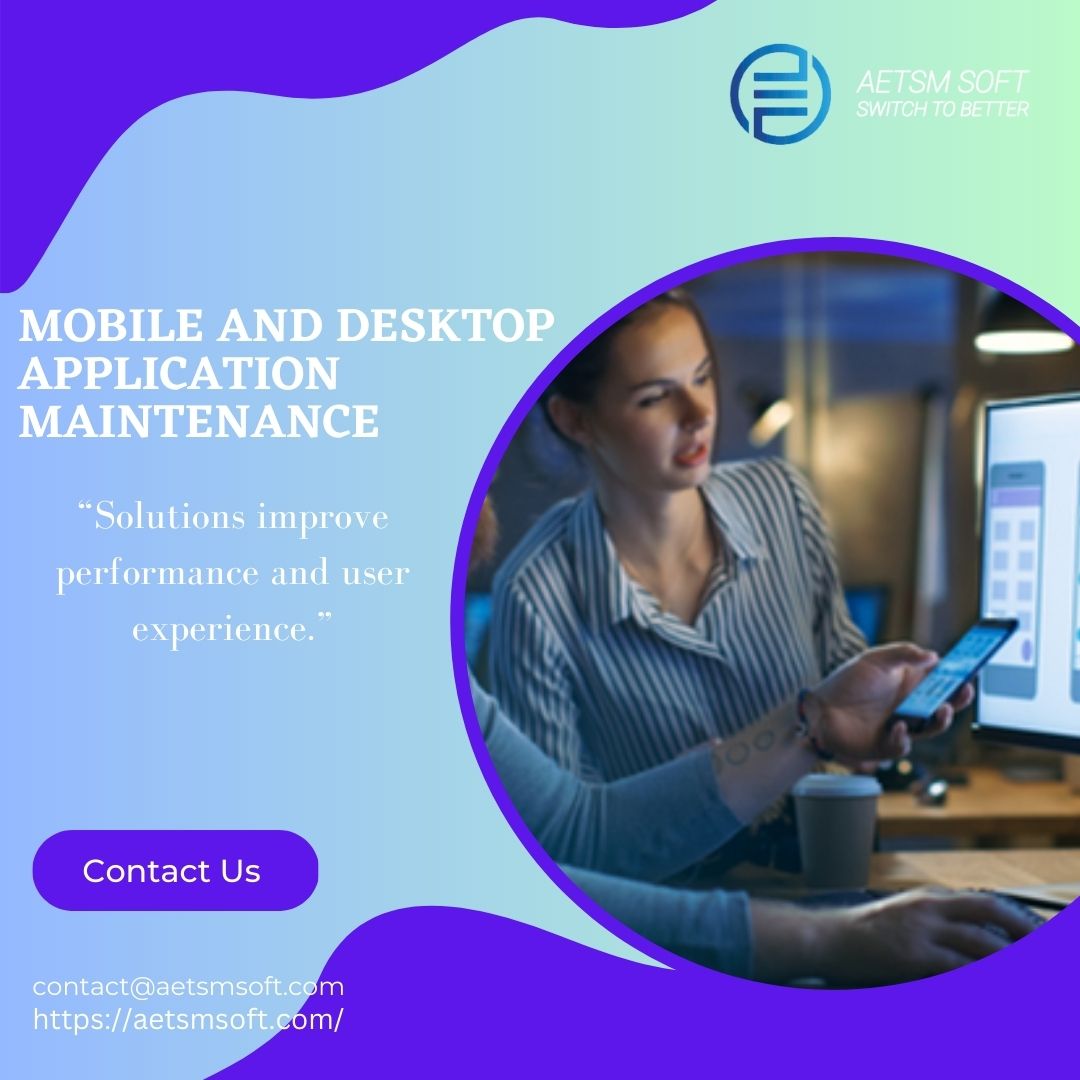 AETSM SOFT
SWITCH TO BETTER
MOBILE AND DESKTOP
APPLICATION
MAINTENANCE
“Solutions improve
performance and user
experience.”
Contact Us
contact@aetsmsoft.com
https://aetsmsoft.com/